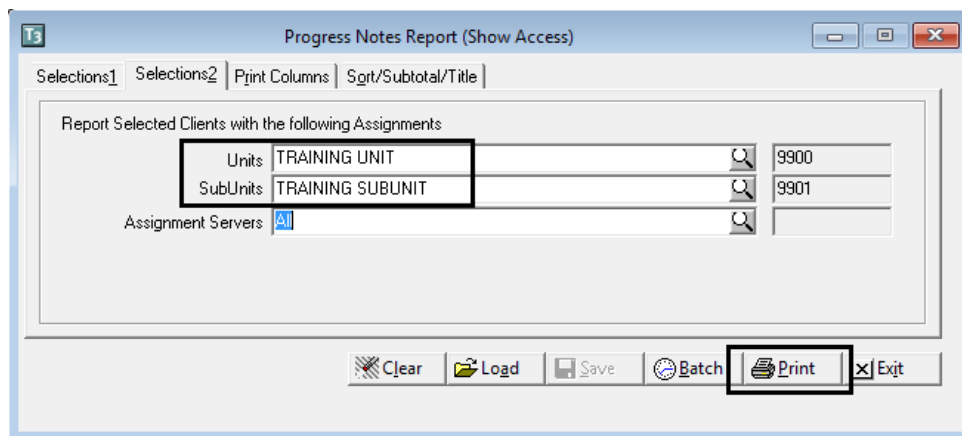 T3 Progress Notes Report (Show Access)
Selections1 Selections2 Print Columns Sort/Subtotal/Title
Report Selected Clients with the following Assignments
Units TRAINING UNIT 9900
SubUnits TRAINING SUBUNIT 9901
Assignment Servers All
Clear Load Save Batch Print Exit